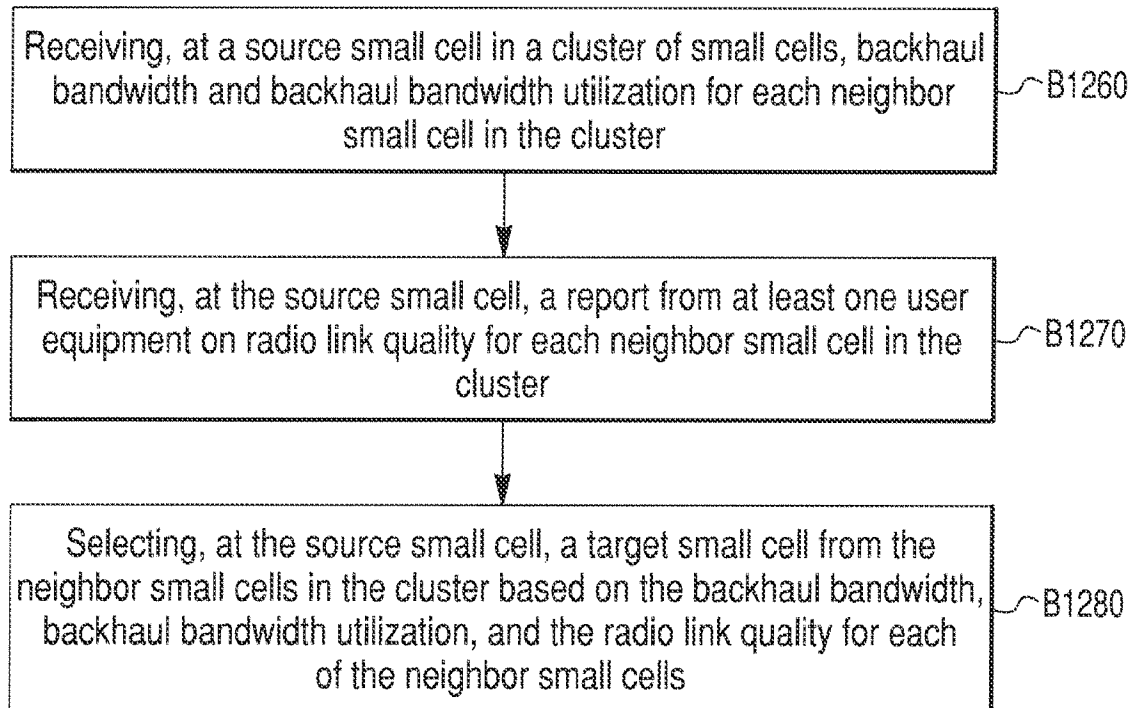 Receiving, at a source small cell in a cluster of small cells, backhaul
bandwidth and backhaul bandwidth utilization for each neighbor
small cell in the cluster
B1260
Receiving, at the source small cell, a report from at least one user
equipment on radio link quality for each neighbor small cell in the
cluster
B1270
Selecting, at the source small cell, a target small cell from the
neighbor small cells in the cluster based on the backhaul bandwidth,
backhaul bandwidth utilization, and the radio link quality for each
of the neighbor small cells
B1280